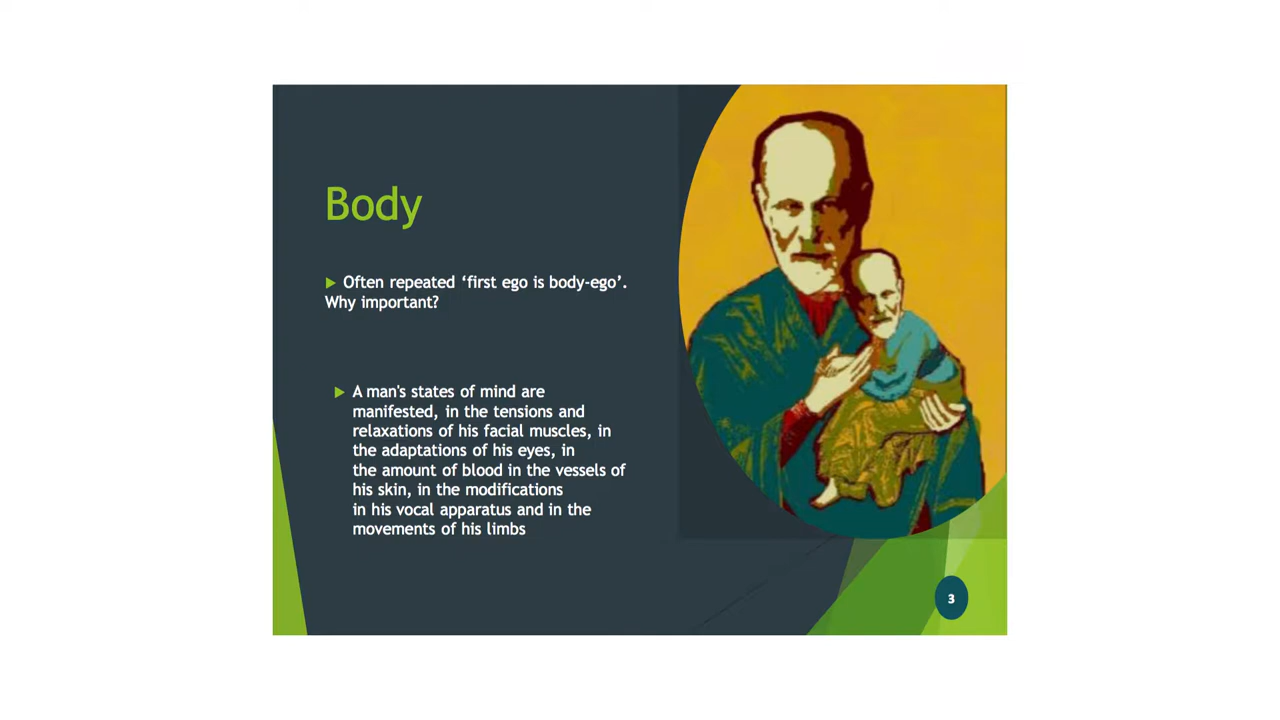 Body
Often repeated ‘first ego is body-ego’.
Why important?
A man's states of mind are
manifested, in the tensions and
relaxations of his facial muscles, in
the adaptations of his eyes, in
the amount of blood in the vessels of
his skin, in the modifications
in his vocal apparatus and in the
movements of his limbs
3